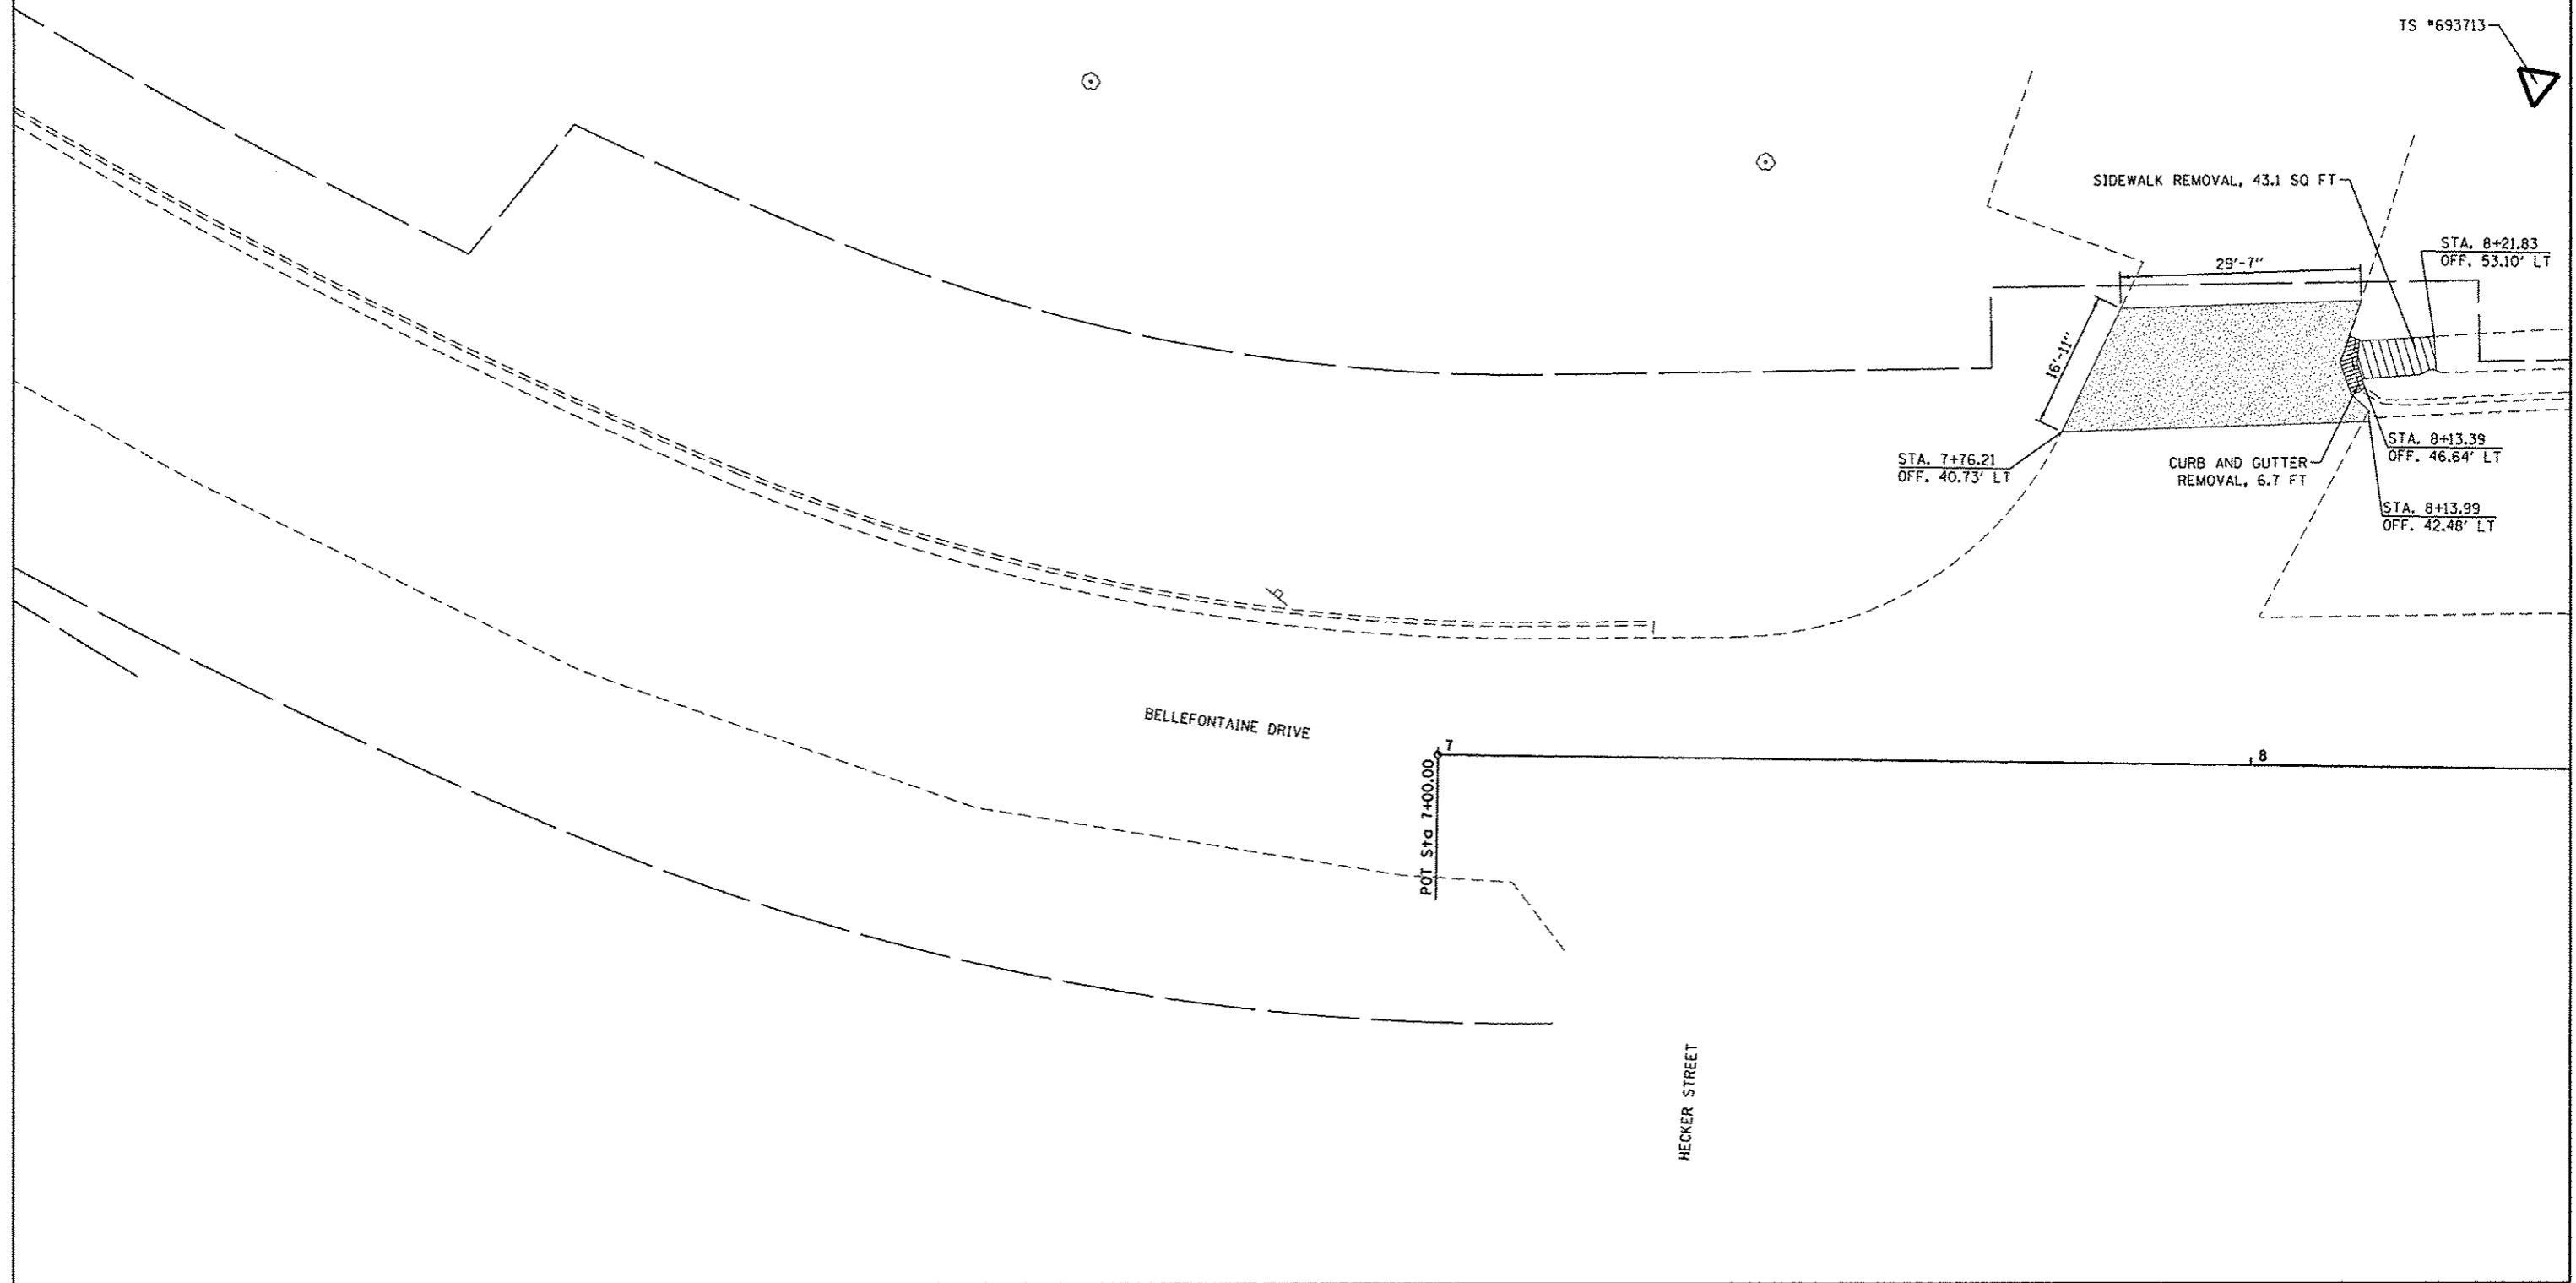 TS #693713
SIDEWALK REMOVAL, 43.1 SQ FT
STA. 8+21.83
OFF. 53.10' LT
29'-7"
16'-11"
STA. 7+76.21
OFF. 40.73' LT
CURB AND GUTTER
REMOVAL, 6.7 FT
STA. 8+13.39
OFF. 46.64' LT
STA. 8+13.99
OFF. 42.48' LT
BELLEFONTAINE DRIVE
7
8
POT Sta 7+00.00
HECKER STREET